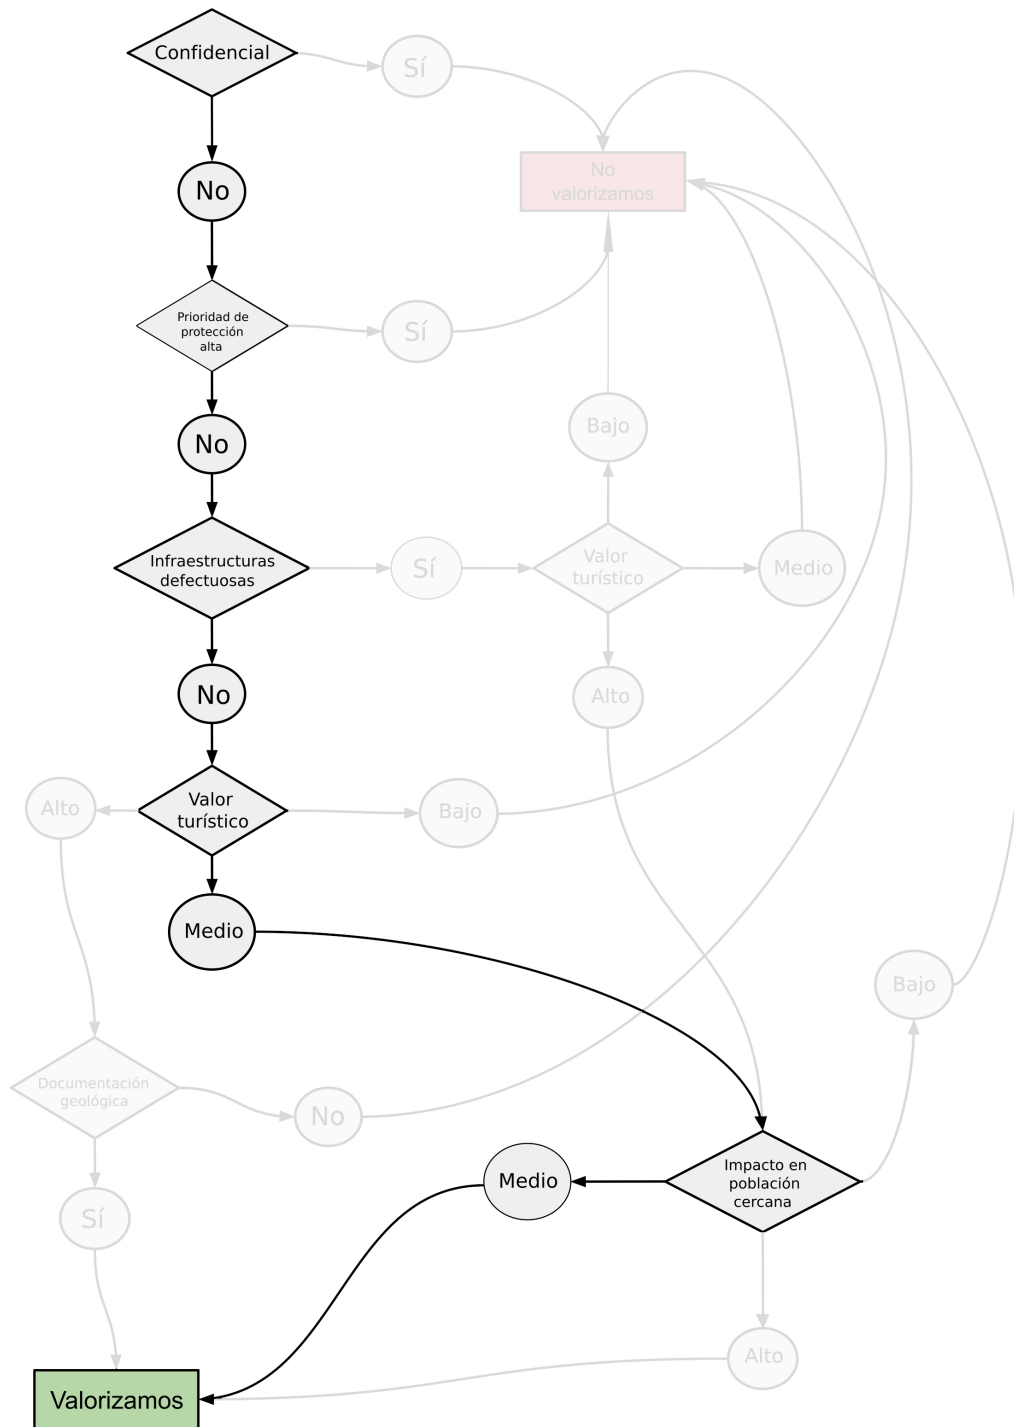 Confidencial
Sí
No
valorizamos
No
Prioridad de
protección
alta
Sí
Bajo
No
Infraestructuras
defectuosas
Sí
Valor
turístico
Medio
No
Alto
Alto
Valor
turístico
Bajo
Medio
Bajo
Documentación
geológica
No
Impacto en
población
cercana
Medio
Sí
Alto
Valorizamos